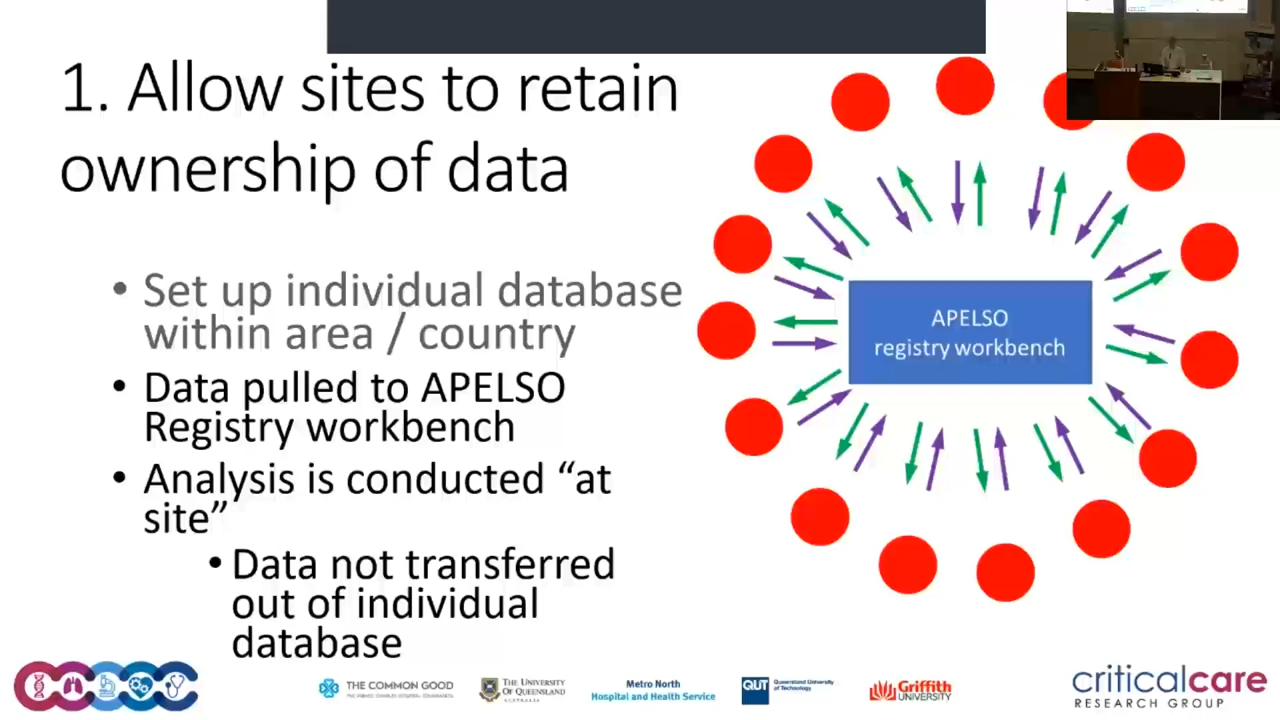 1. Allow sites to retain
ownership of data
• Set up individual database
within area / country
• Data pulled to APELSO
Registry workbench
• Analysis is conducted “at
site”
• Data not transferred
out of individual
database
APELSO
registry workbench
THE COMMON GOOD
THE UNIVERSITY
OF QUEENSLAND
AUSTRALIA
Metro North
Hospital and Health Service
QUT
Queensland University
of Technology
Griffith
UNIVERSITY
criticalcare
RESEARCH GROUP